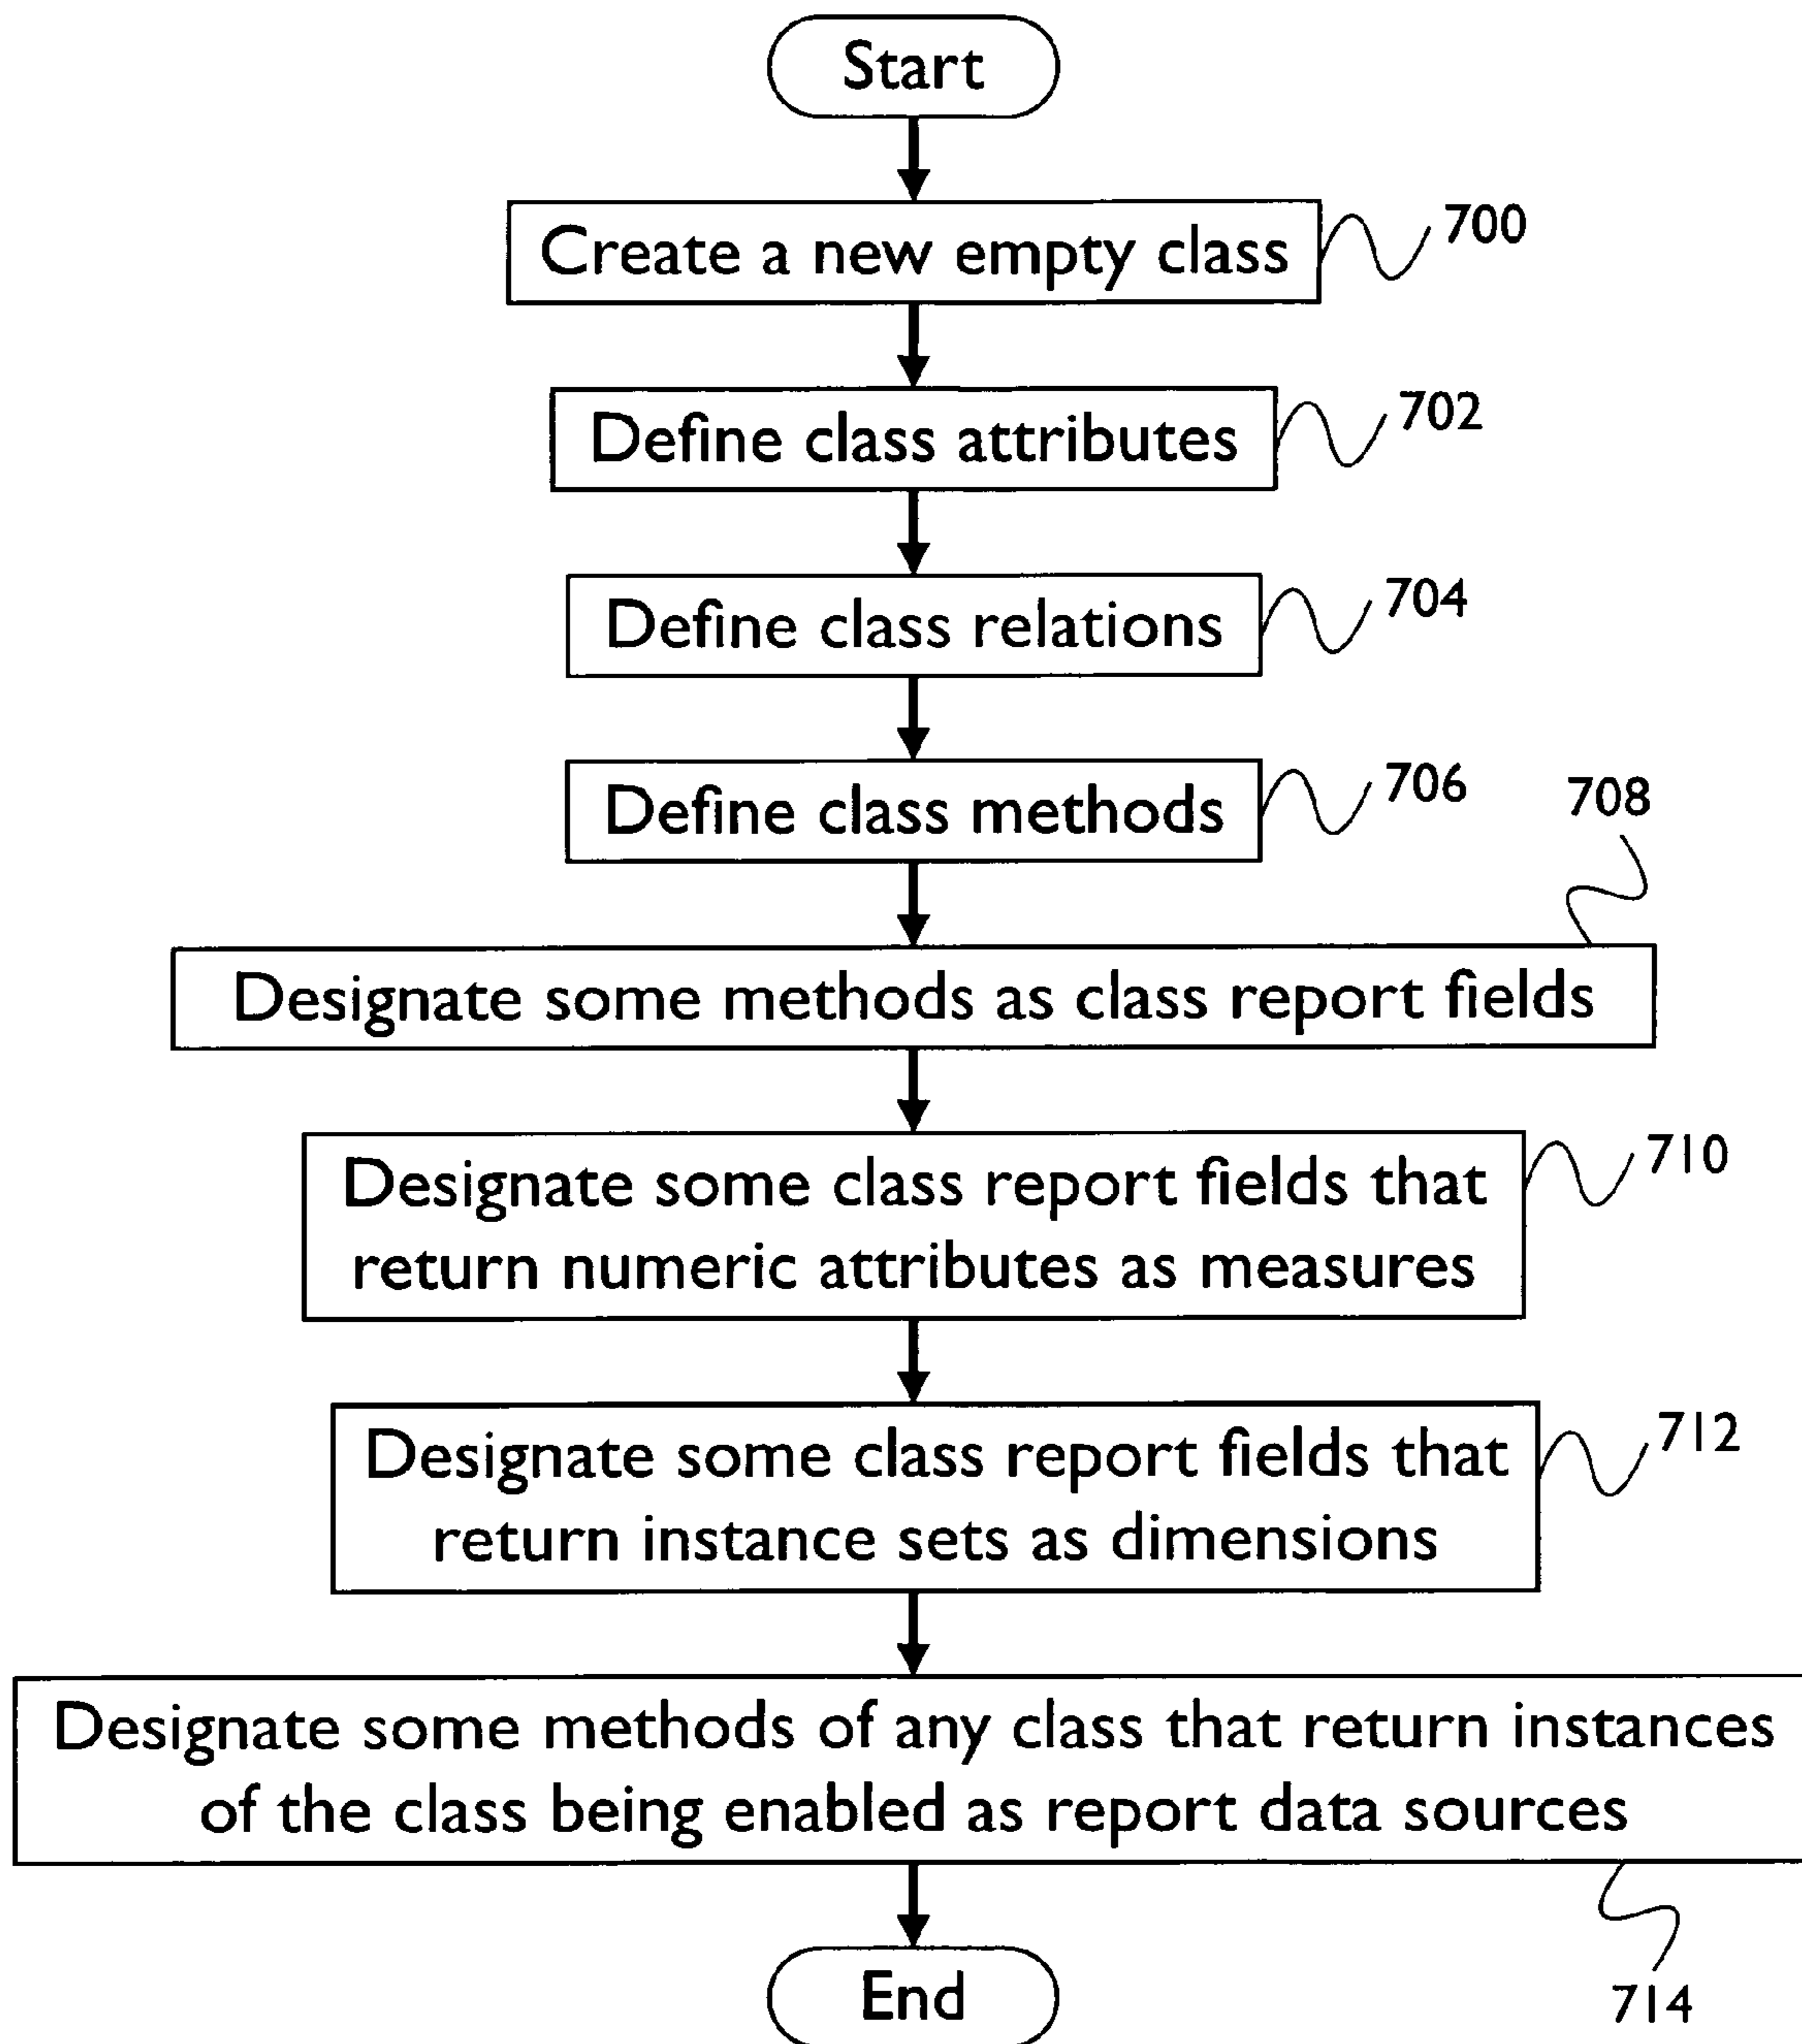 Start
Create a new empty class
700
Define class attributes
702
Define class relations
704
Define class methods
706
708
Designate some methods as class report fields
Designate some class report fields that
return numeric attributes as measures
710
Designate some class report fields that
return instance sets as dimensions
712
Designate some methods of any class that return instances
of the class being enabled as report data sources
End
714